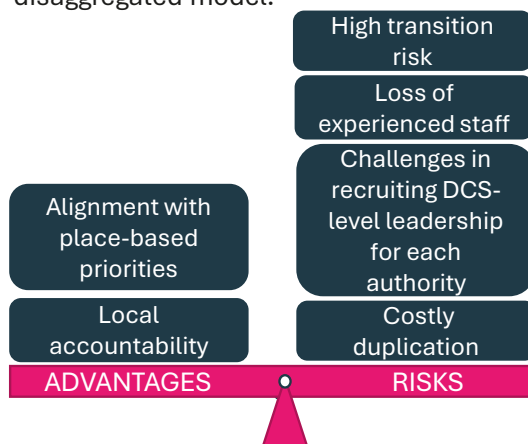 disaggregated model.
High transition
risk
Loss of
experienced staff
Challenges in
recruiting DCS-
level leadership
for each
authority
Costly
duplication
Alignment with
place-based
priorities
Local
accountability
ADVANTAGES
RISKS